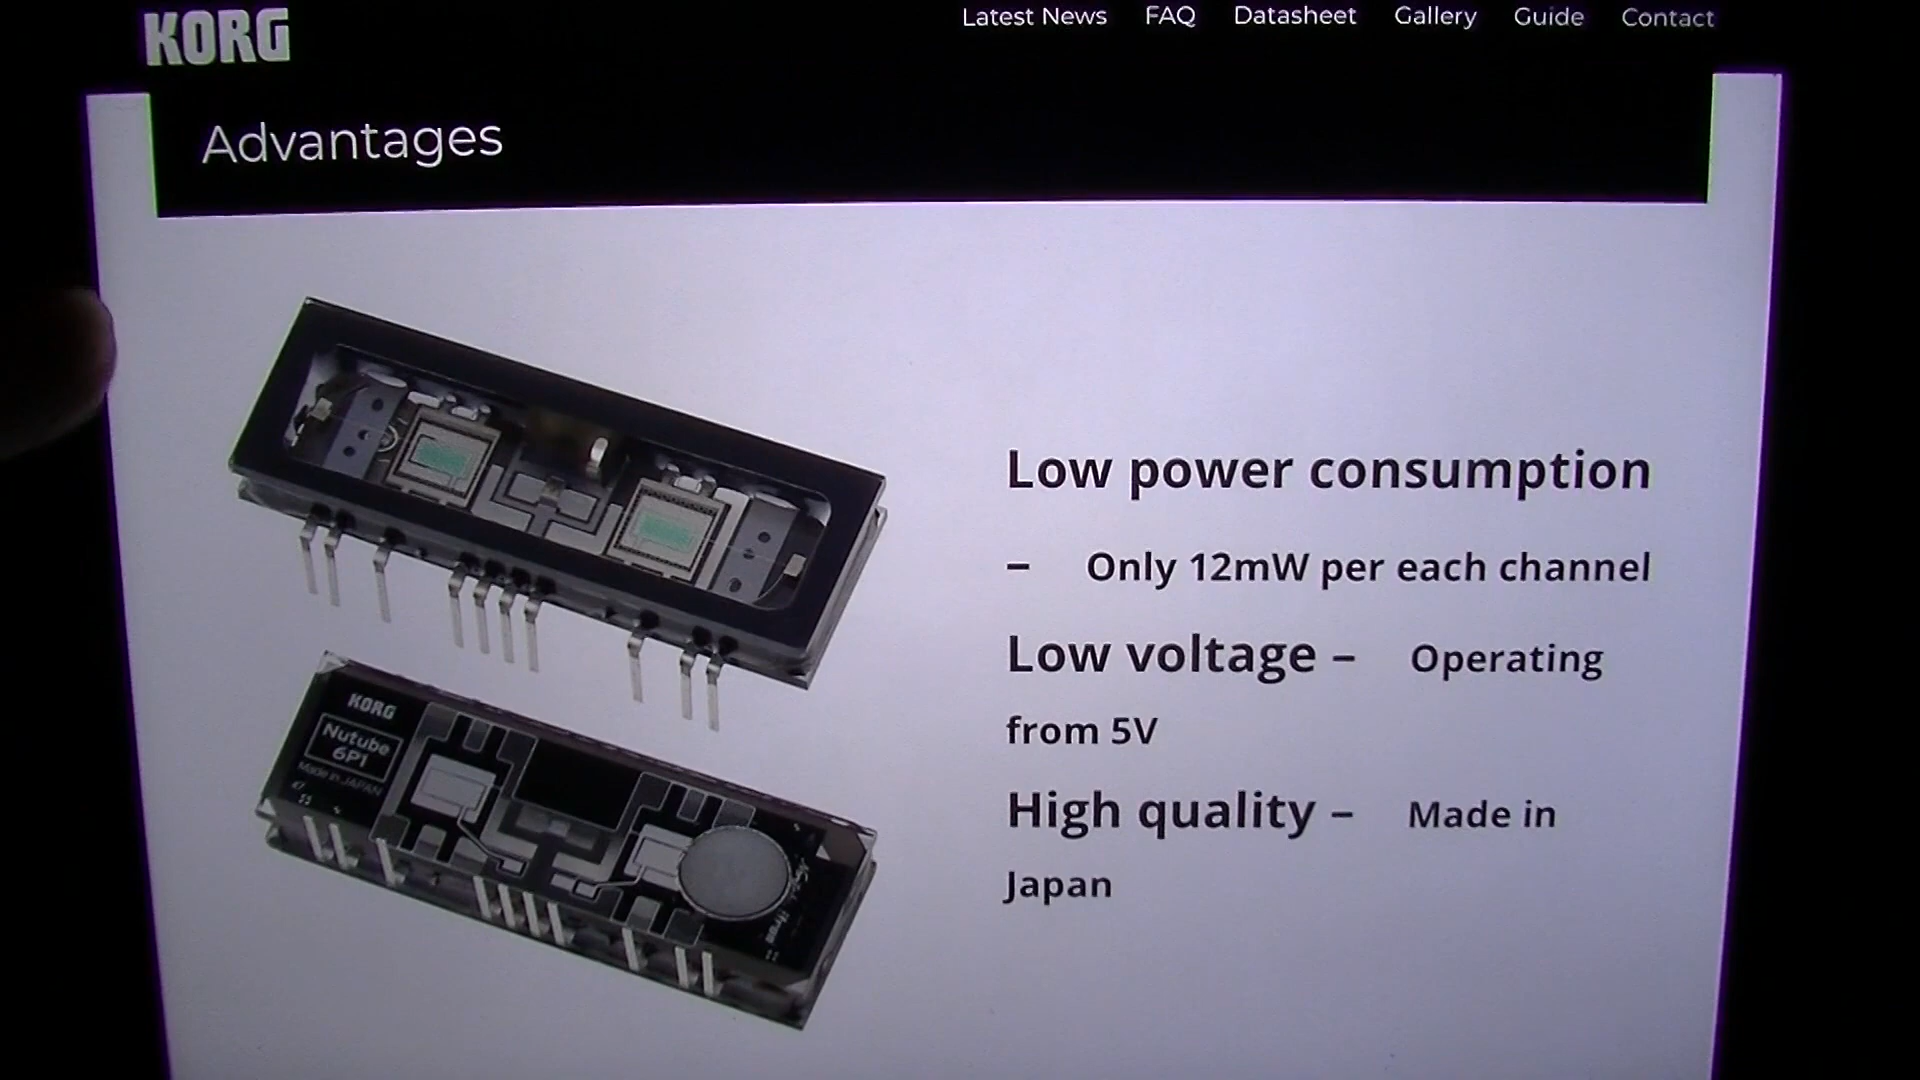 KORG
Latest News FAQ Datasheet Gallery Guide Contact
Advantages
Low power consumption
– Only 12mW per each channel
Low voltage – Operating
from 5V
High quality – Made in
Japan
KORG
Nutube
6P1
Made in JAPAN